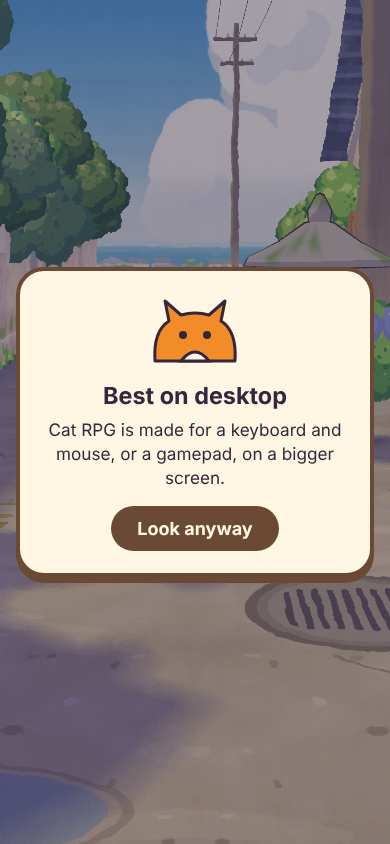 Best on desktop
Cat RPG is made for a keyboard and
mouse, or a gamepad, on a bigger
screen.
Look anyway